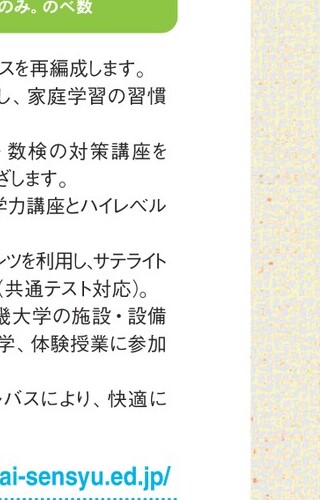 のみ。のべ数
スを再編成します。
し、家庭学習の習慣
・数検の対策講座を
ざします。
学力講座とハイレベル
ンツを利用し、サテライト
(共通テスト対応)。
畿大学の施設・設備
学、体験授業に参加
バスにより、快適に
ai-sensyu.ed.jp/